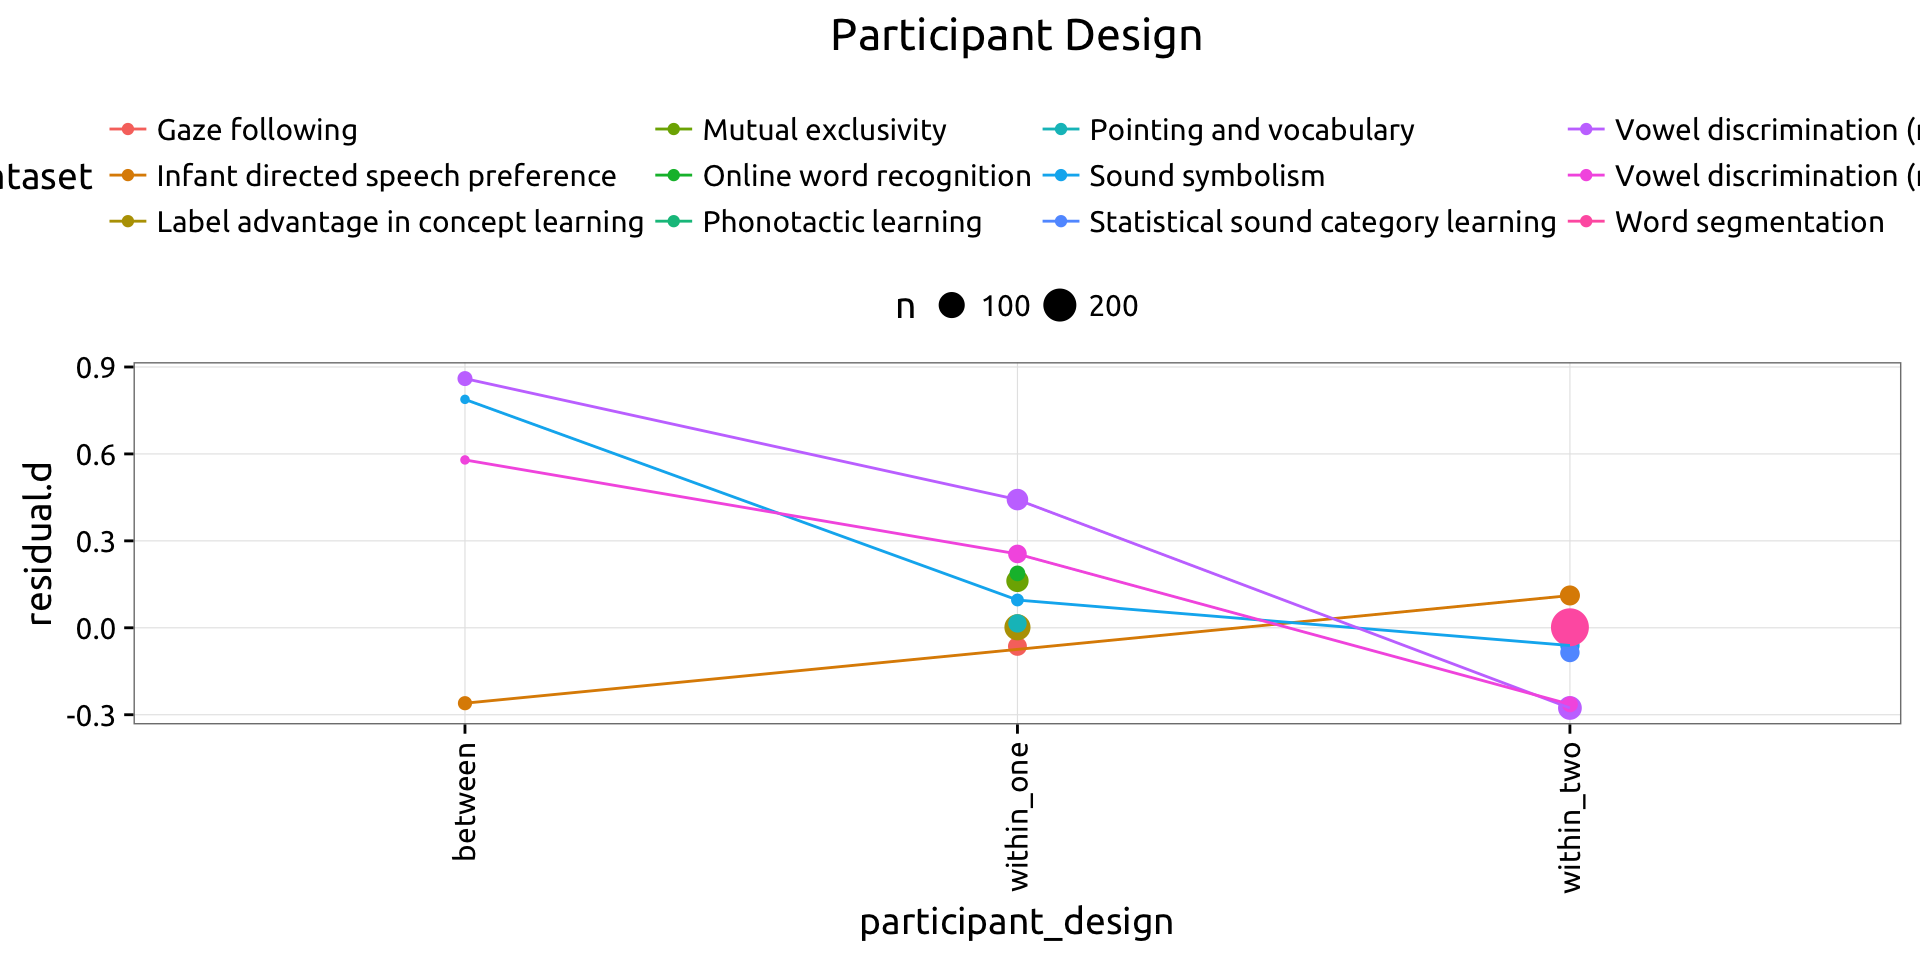 Participant Design
Gaze following Mutual exclusivity Pointing and vocabulary Vowel discrimination (
taset Infant directed speech preference Online word recognition Sound symbolism Vowel discrimination (
Label advantage in concept learning Phonotactic learning Statistical sound category learning Word segmentation
n 100 200
0.9
0.6
0.3
0.0
-0.3
residual.d
between within_one within_two
participant_design